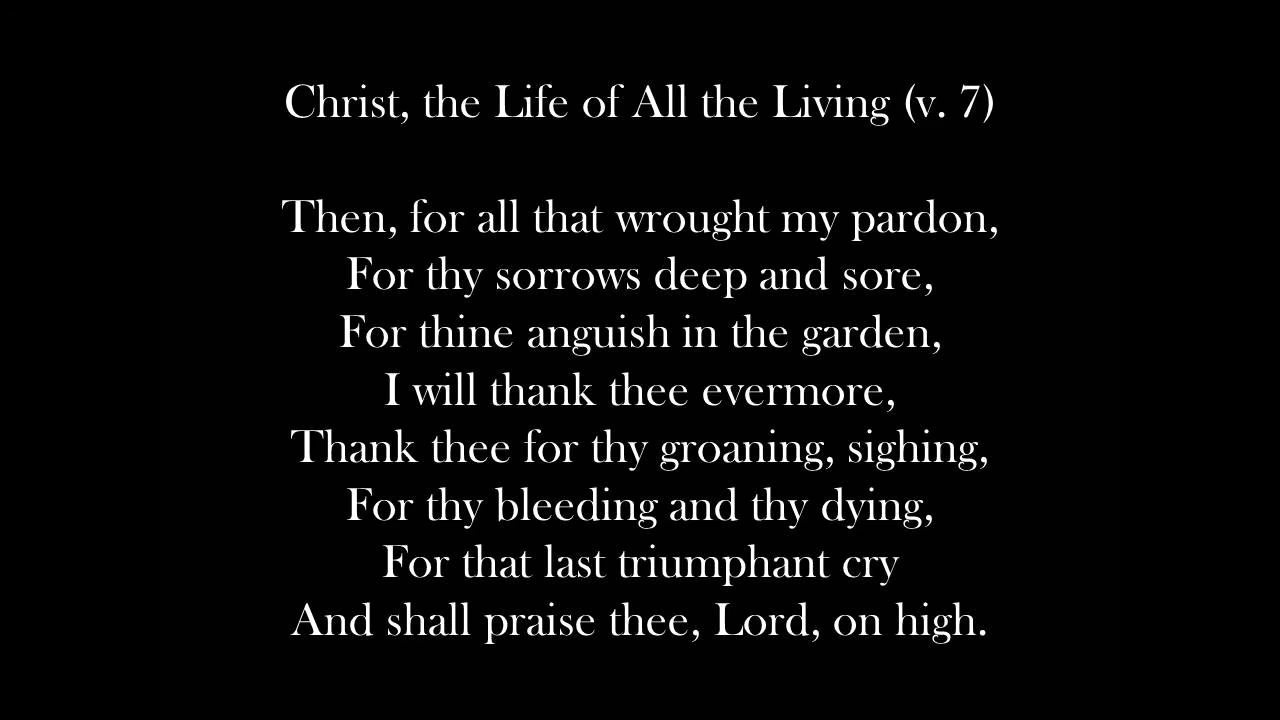 Christ, the Life of All the Living (v. 7)
Then, for all that wrought my pardon,
For thy sorrows deep and sore,
For thine anguish in the garden,
I will thank thee evermore,
Thank thee for thy groaning, sighing,
For thy bleeding and thy dying,
For that last triumphant cry
And shall praise thee, Lord, on high.